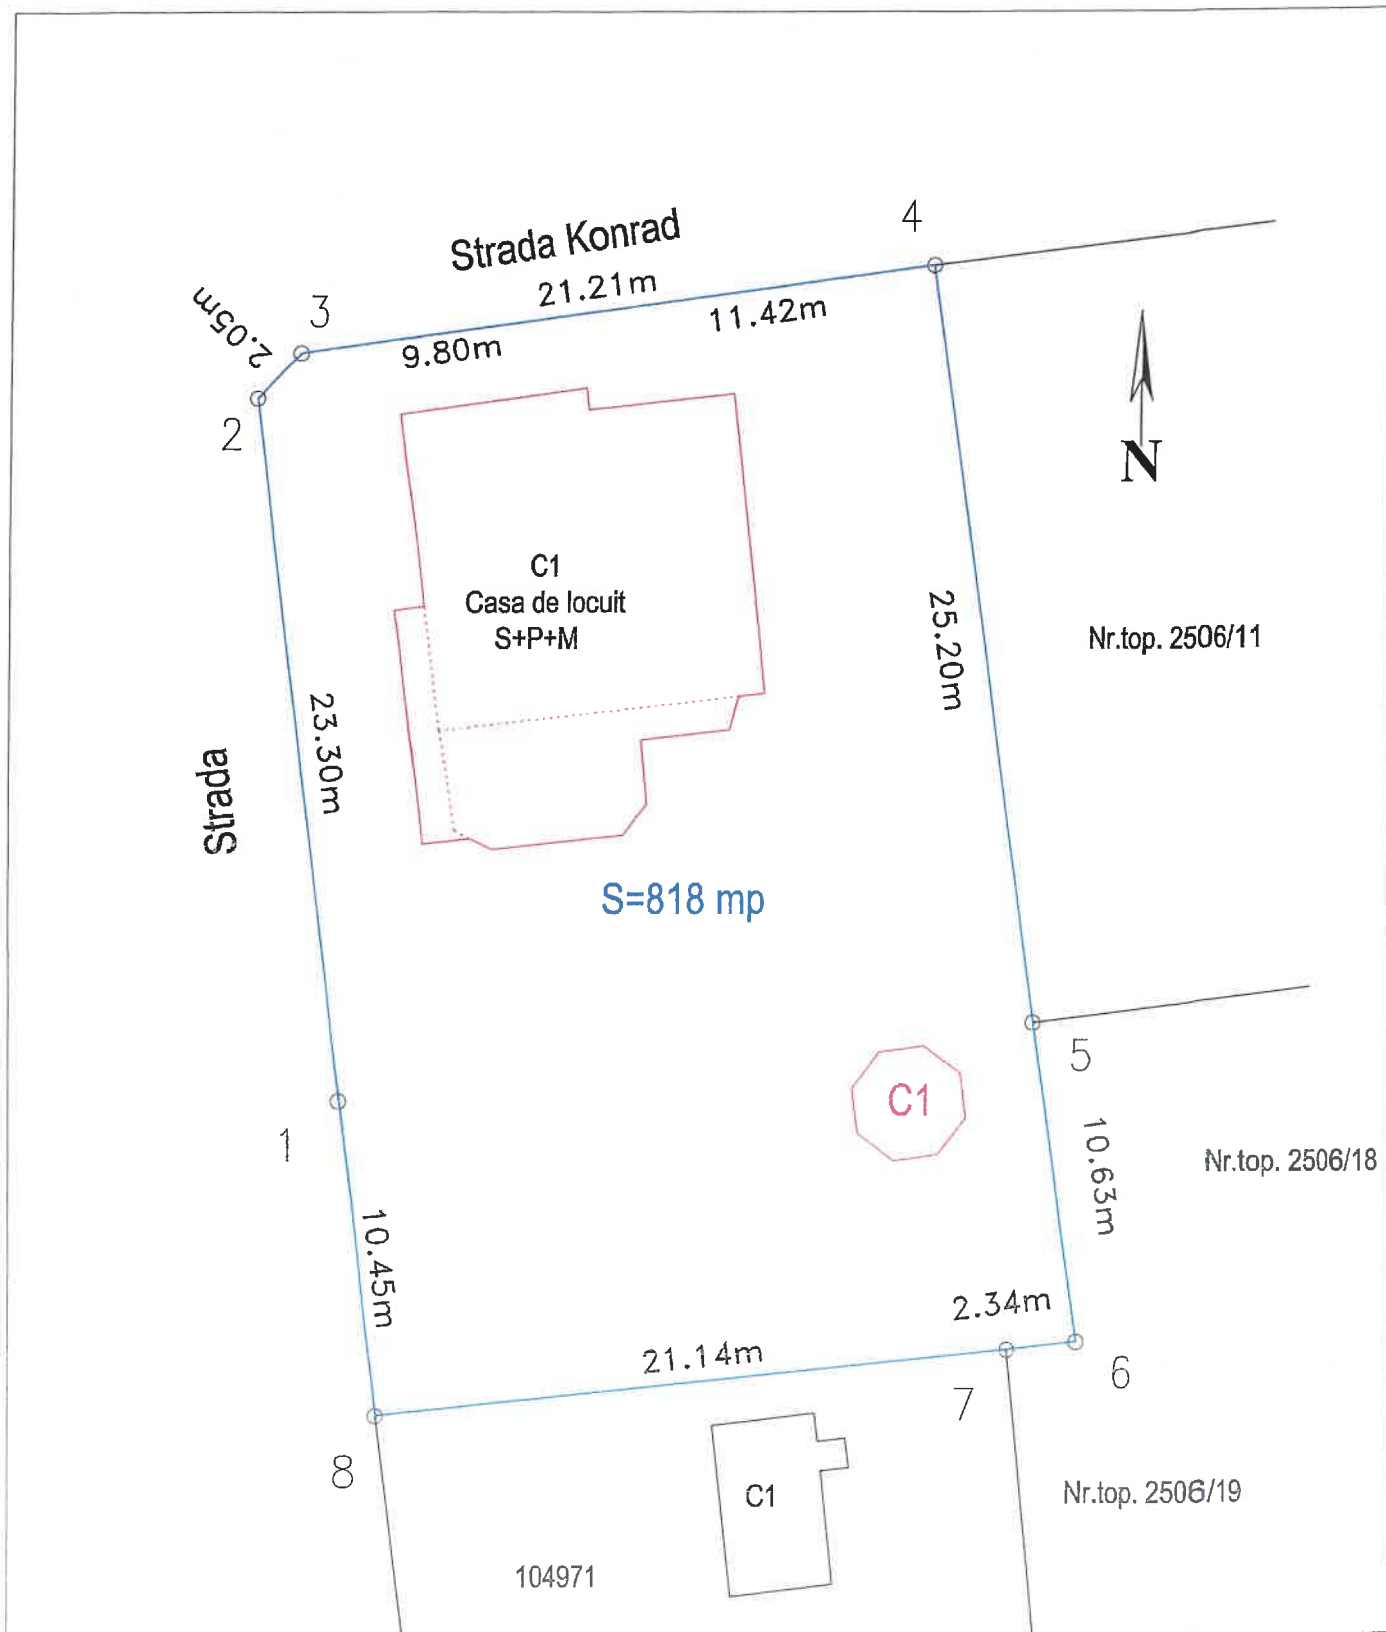 Strada Konrad
4
21.21m
3
2.05m
11.42m
9.80m
2
N
C1
Casa de locuit
S+P+M
25.20m
Nr.top. 2506/11
23.30m
Strada
S=818 mp
5
C1
1
10.63m
Nr.top. 2506/18
10.45m
2.34m
21.14m
6
7
8
C1
Nr.top. 2506/19
104971